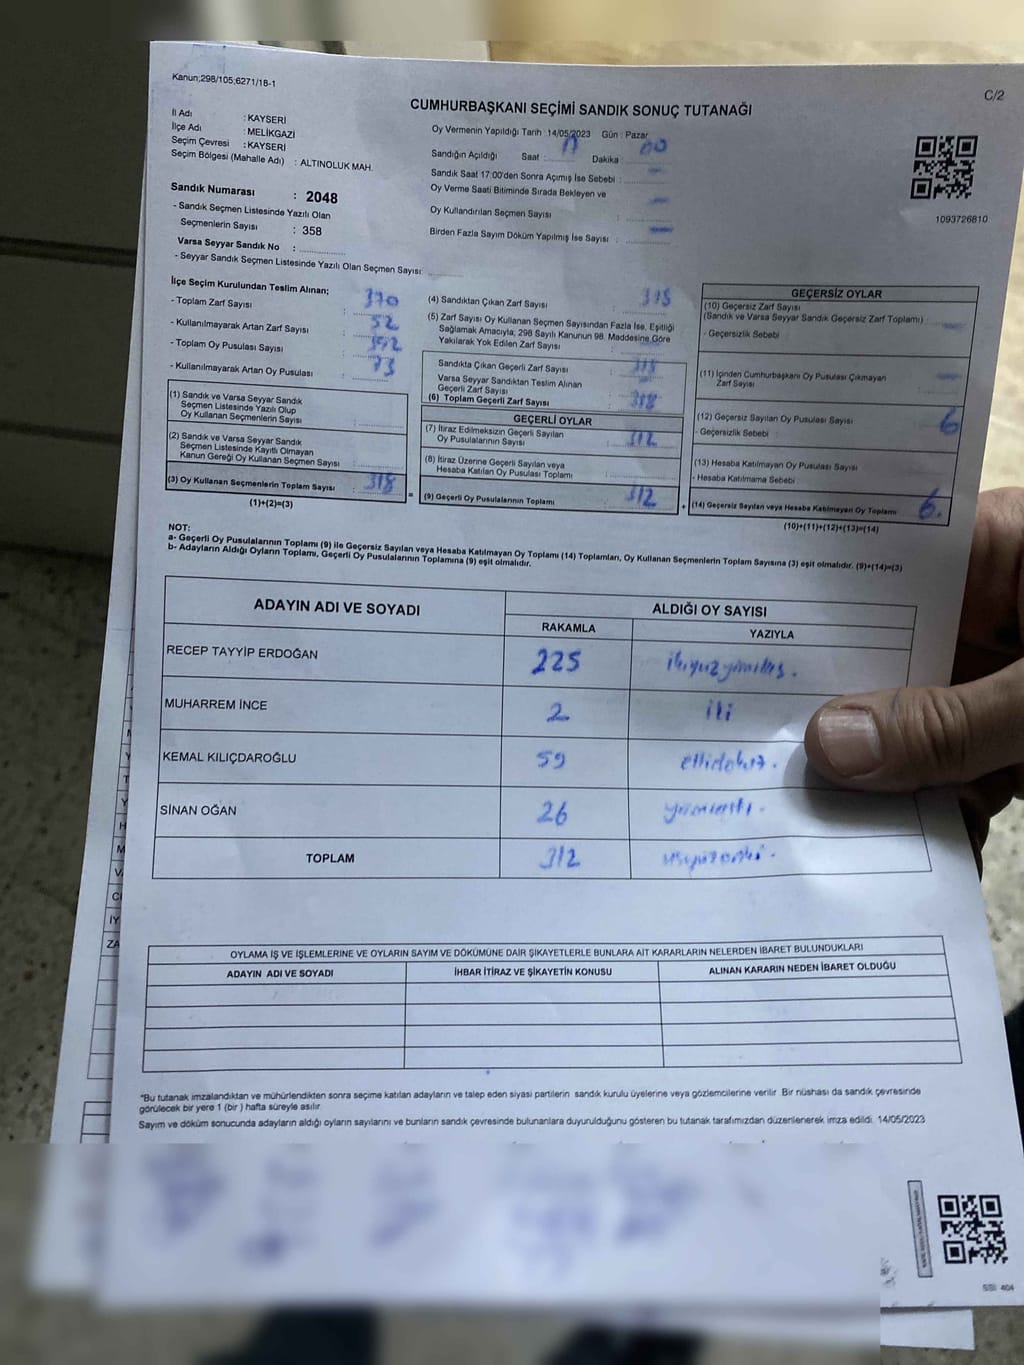 Kanun;298/105;6271/18-1
C/2
CUMHURBAŞKANI SEÇİMİ SANDIK SONUÇ TUTANAĞI
İl Adı : KAYSERİ
İlçe Adı : MELİKGAZİ
Seçim Çevresi : KAYSERİ
Seçim Bölgesi (Mahalle Adı) : ALTINOLUK MAH.
Oy Vermenin Yapıldığı Tarih :14/05/2023 Gün : Pazar
Sandığın Açıldığı Saat : 17 Dakika : 00
Sandık Saat 17:00'den Sonra Açımış İse Sebebi : -
Oy Verme Saati Bitiminde Sırada Bekleyen ve
Oy Kullandırılan Seçmen Sayısı : -
Birden Fazla Sayım Döküm Yapılmış İse Sayısı : -
1093726810
Sandık Numarası : 2048
- Sandık Seçmen Listesinde Yazılı Olan
Seçmenlerin Sayısı : 358
Varsa Seyyar Sandık No :
- Seyyar Sandık Seçmen Listesinde Yazılı Olan Seçmen Sayısı:
İlçe Seçim Kurulundan Teslim Alınan;
- Toplam Zarf Sayısı : 370
- Kullanılmayarak Artan Zarf Sayısı : 52
- Toplam Oy Pusulası Sayısı :
- Kullanılmayarak Artan Oy Pusulası : 73
(1) Sandık ve Varsa Seyyar Sandık
Seçmen Listesinde Yazılı Olup
Oy Kullanan Seçmenlerin Sayısı :
(2) Sandık ve Varsa Seyyar Sandık
Seçmen Listesinde Kayıtlı Olmayan
Kanun Gereği Oy Kullanan Seçmen Sayısı :
(3) Oy Kullanan Seçmenlerin Toplam Sayısı : 318
(1)+(2)=(3)
(4) Sandıktan Çıkan Zarf Sayısı : 318
(5) Zarf Sayısı Oy Kullanan Seçmen Sayısından Fazla İse, Eşitliği
Sağlamak Amacıyla; 298 Sayılı Kanunun 98. Maddesine Göre
Yakılarak Yok Edilen Zarf Sayısı :
Sandıkta Çıkan Geçerli Zarf Sayısı : 318
Varsa Seyyar Sandıktan Teslim Alınan
Geçerli Zarf Sayısı : -
(6) Toplam Geçerli Zarf Sayısı : 318
GEÇERLİ OYLAR
(7) İtiraz Edilmeksizin Geçerli Sayılan
Oy Pusulalarının Sayısı : 312
(8) İtiraz Üzerine Geçerli Sayılan veya
Hesaba Katılan Oy Pusulası Toplamı :
= (9) Geçerli Oy Pusulalarının Toplamı : 312
GEÇERSİZ OYLAR
(10) Geçersiz Zarf Sayısı
(Sandık ve Varsa Seyyar Sandık Geçersiz Zarf Toplamı) : -
- Geçersizlik Sebebi :
(11) İçinden Cumhurbaşkanı Oy Pusulası Çıkmayan
Zarf Sayısı : -
(12) Geçersiz Sayılan Oy Pusulası Sayısı : 6
- Geçersizlik Sebebi :
(13) Hesaba Katılmayan Oy Pusulası Sayısı
- Hesaba Katılmama Sebebi :
+ (14) Geçersiz Sayılan veya Hesaba Katılmayan Oy Toplamı : 6.
(10)+(11)+(12)+(13)=(14)
NOT:
a- Geçerli Oy Pusulalarının Toplamı (9) ile Geçersiz Sayılan veya Hesaba Katılmayan Oy Toplamı (14) Toplamları, Oy Kullanan Seçmenlerin Toplam Sayısına (3) eşit olmalıdır. (9)+(14)=(3)
b- Adayların Aldığı Oyların Toplamı, Geçerli Oy Pusulalarının Toplamına (9) eşit olmalıdır.
ADAYIN ADI VE SOYADI ALDIĞI OY SAYISI
RAKAMLA YAZIYLA
RECEP TAYYİP ERDOĞAN 225 ikiyüzyirmibeş.
MUHARREM İNCE 2 iki
KEMAL KILIÇDAROĞLU 59 ellidokuz.
SİNAN OĞAN 26 yirmialtı.
TOPLAM 312 üçyüzoniki.
OYLAMA İŞ VE İŞLEMLERİNE VE OYLARIN SAYIM VE DÖKÜMÜNE DAİR ŞİKAYETLERLE BUNLARA AİT KARARLARIN NELERDEN İBARET BULUNDUKLARI
ADAYIN ADI VE SOYADI İHBAR İTİRAZ VE ŞİKAYETİN KONUSU ALINAN KARARIN NEDEN İBARET OLDUĞU
"Bu tutanak imzalandıktan ve mühürlendikten sonra seçime katılan adayların ve talep eden siyasi partilerin sandık kurulu üyelerine veya gözlemcilerine verilir. Bir nüshası da sandık çevresinde
görülecek bir yere 1 (bir) hafta süreyle asılır.
Sayım ve döküm sonucunda adayların aldığı oyların sayılarını ve bunların sandık çevresinde bulunanlara duyurulduğunu gösteren bu tutanak tarafımızdan düzenlenerek imza edildi. 14/05/2023